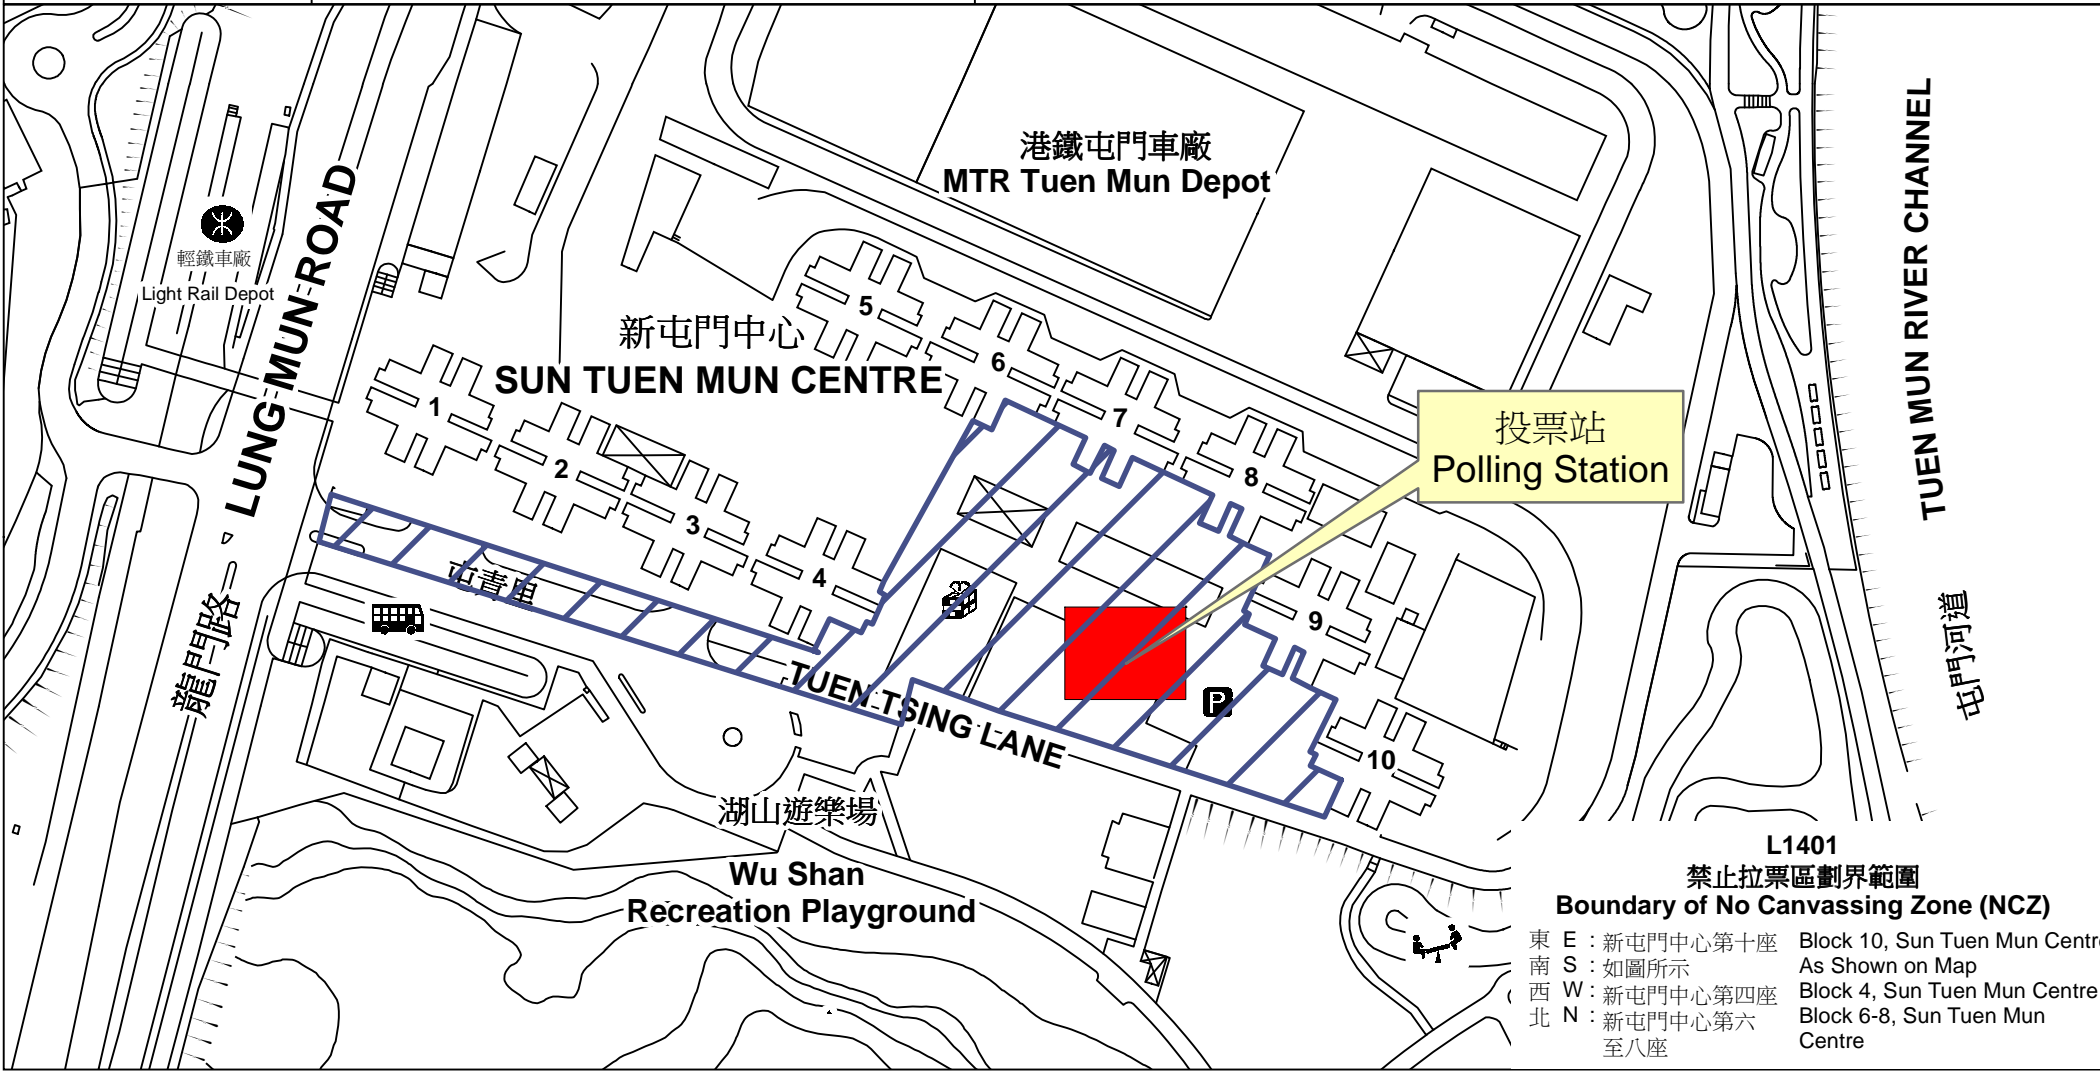 港鐵屯門車廠
MTR Tuen Mun Depot
TUEN MUN RIVER CHANNEL
屯門河道
輕鐵車廠
Light Rail Depot
LUNG MUN ROAD
龍門路
新屯門中心
SUN TUEN MUN CENTRE
5
6
7
8
1
2
3
4
9
10
投票站
Polling Station
屯青里
TUEN TSING LANE
P
湖山遊樂場
Wu Shan
Recreation Playground
L1401
禁止拉票區劃界範圍
Boundary of No Canvassing Zone (NCZ)
東 E : 新屯門中心第十座 Block 10, Sun Tuen Mun Centr
南 S : 如圖所示 As Shown on Map
西 W : 新屯門中心第四座 Block 4, Sun Tuen Mun Centre
北 N : 新屯門中心第六 Block 6-8, Sun Tuen Mun
至八座 Centre